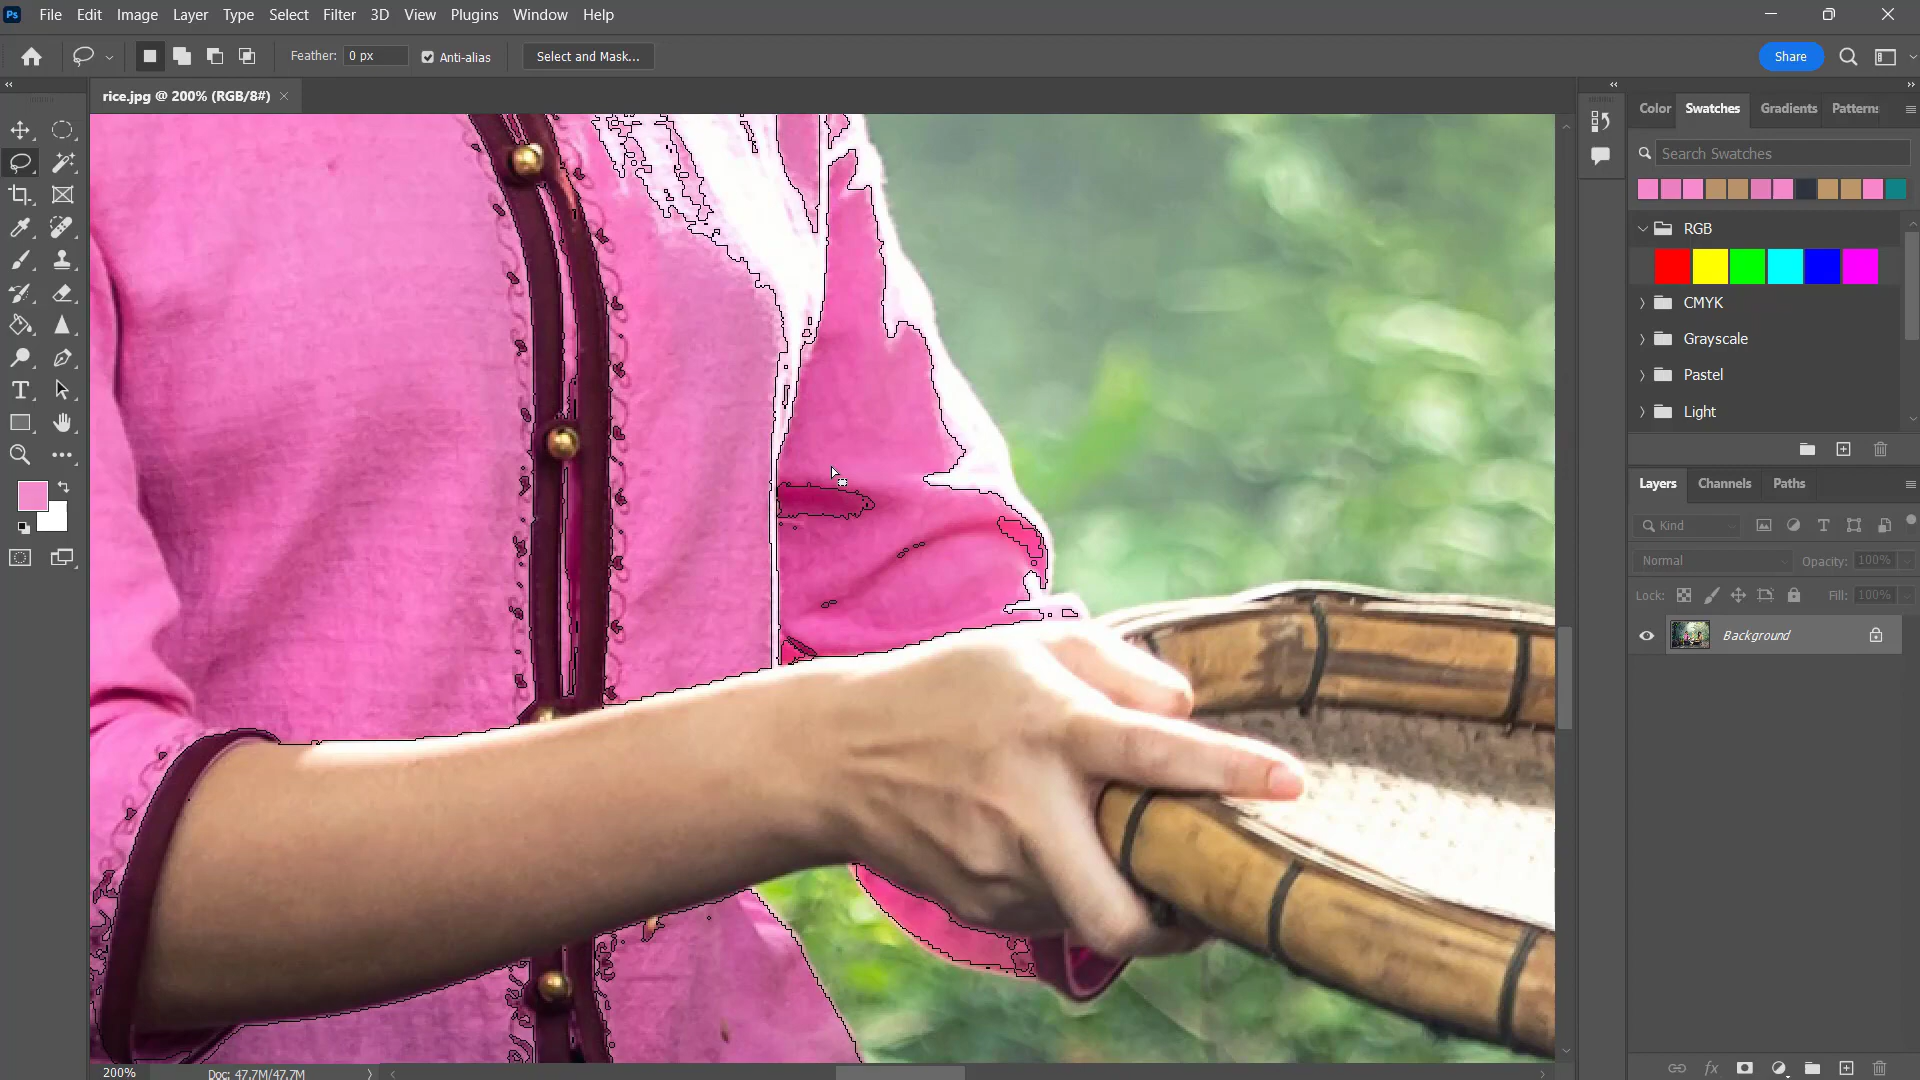 Ps File Edit Image Layer Type Select Filter 3D View Plugins Window Help
Feather: 0 px Anti-alias Select and Mask... Share
rice.jpg @ 200% (RGB/8#)
Color Swatches Gradients Patterns
Search Swatches
RGB
CMYK
Grayscale
Pastel
Light
Layers Channels Paths
Kind
Normal Opacity: 100%
Lock: Fill: 100%
Background
200% Doc: 47.7M/47.7M
fx